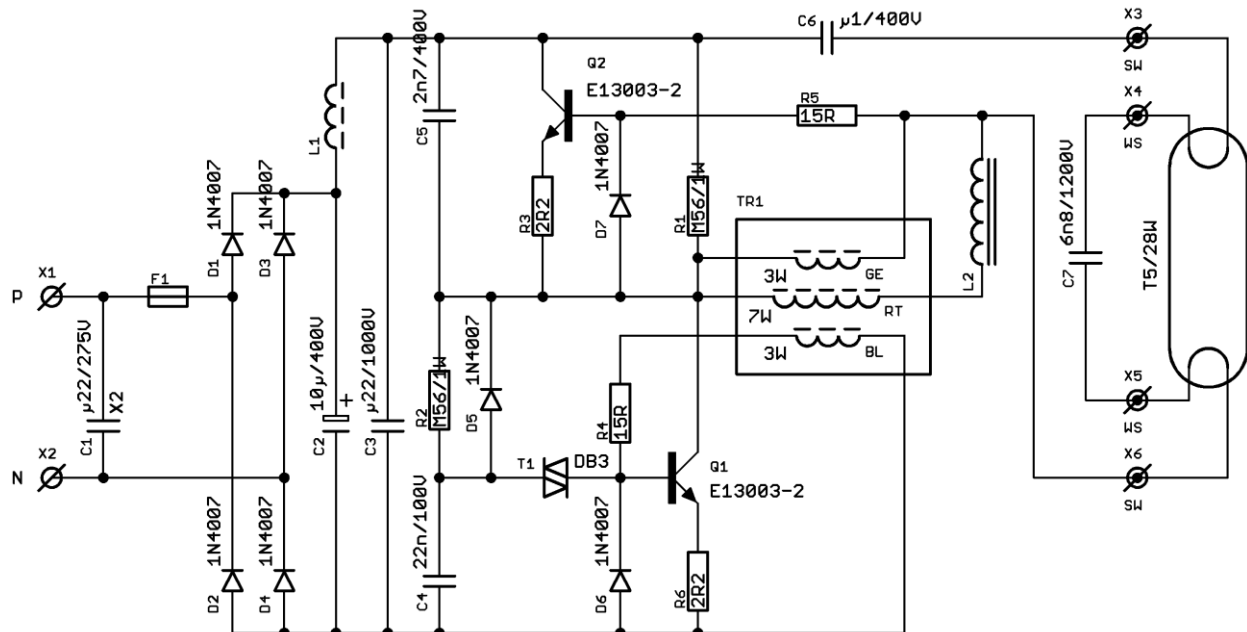 C6
µ1/400V
X3
SW
2n7/400V
C5
Q2
E13003-2
R5
15R
X4
WS
L1
1N4007
D1
1N4007
D3
R3
2R2
1N4007
D7
R1
M56/1W
TR1
3W
GE
7W
RT
3W
BL
L2
6n8/1200V
C7
T5/28W
X1
P
F1
µ22/275V
X2
C1
10µ/400V
+
C2
µ22/1000V
C3
R2
M56/1W
1N4007
D5
R4
15R
X5
WS
X2
N
T1
DB3
Q1
E13003-2
X6
SW
1N4007
D2
1N4007
D4
22n/100V
C4
1N4007
D6
R6
2R2